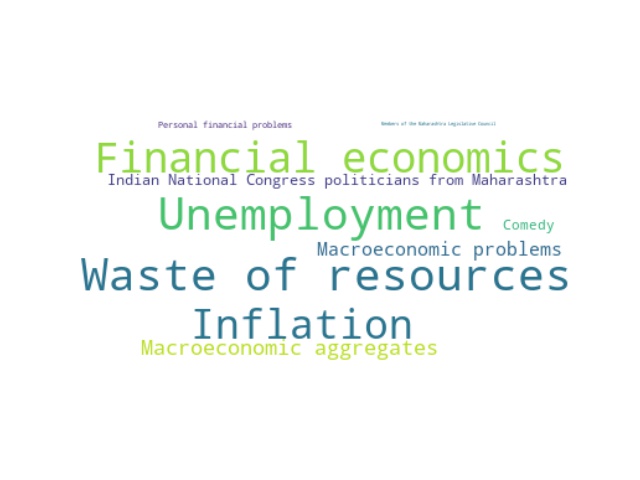 Personal financial problems
Members of the Maharashtra Legislative Council
Financial economics
Indian National Congress politicians from Maharashtra
Unemployment
Comedy
Macroeconomic problems
Waste of resources
Inflation
Macroeconomic aggregates